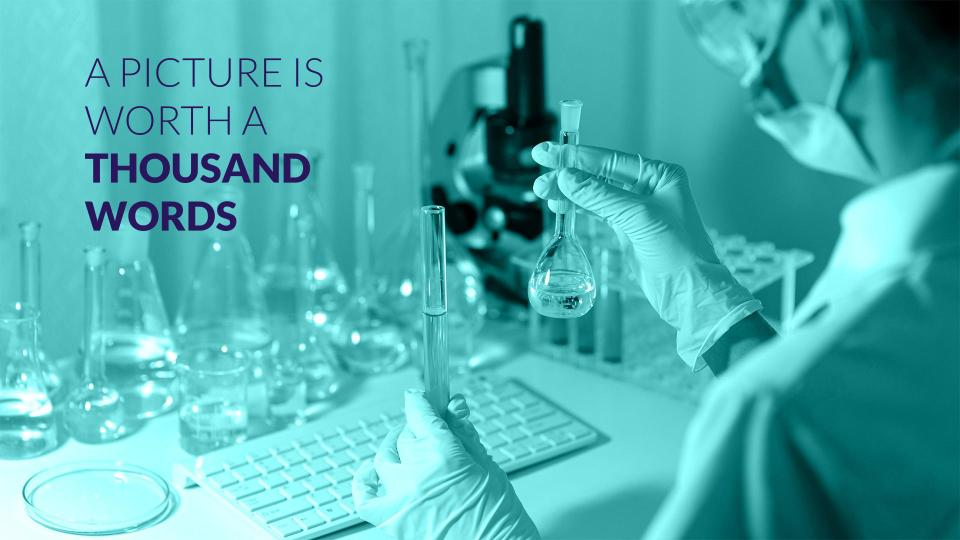 A PICTURE IS
WORTH A
THOUSAND
WORDS